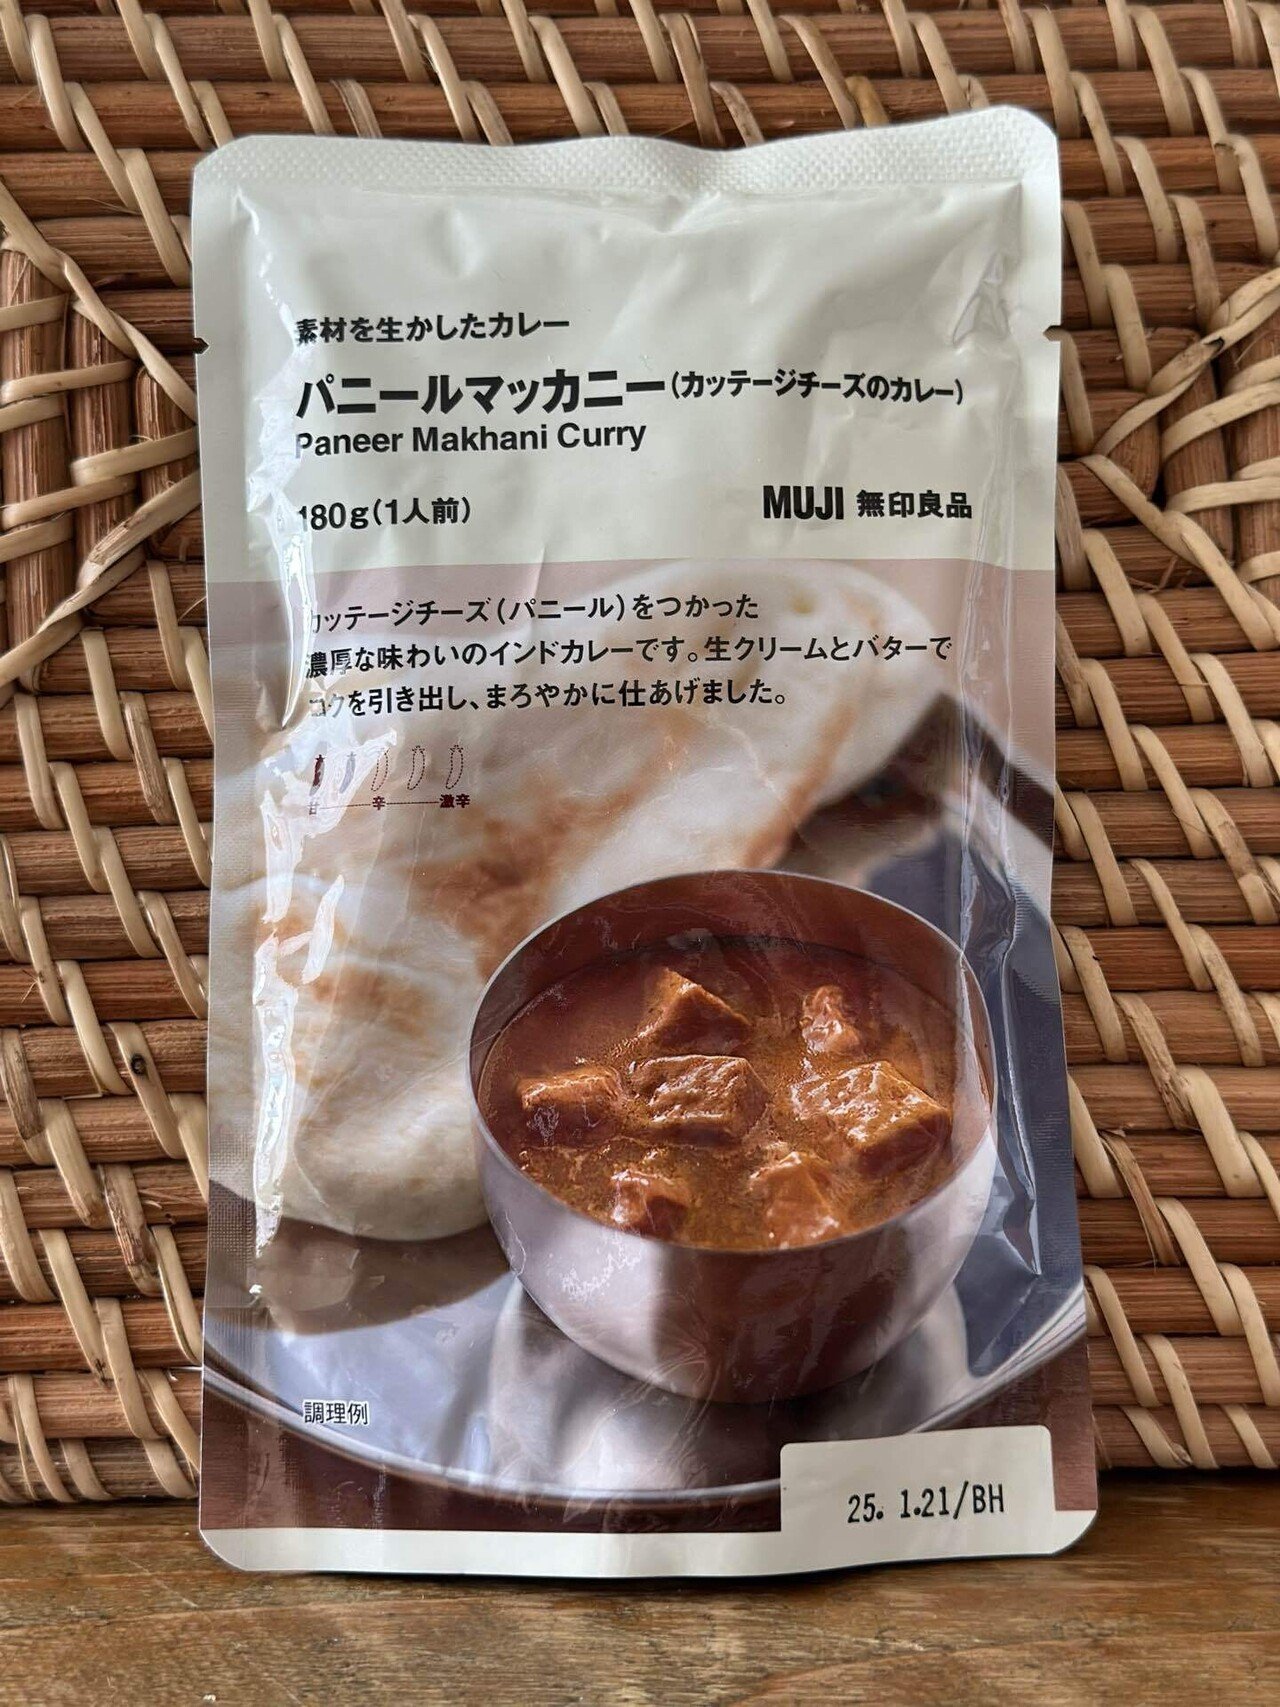 素材を生かしたカレー
パニールマッカニー(カッテージチーズのカレー)
Paneer Makhani Curry
180g(1人前)
MUJI 無印良品
カッテージチーズ(パニール)をつかった
濃厚な味わいのインドカレーです。生クリームとバターで
コクを引き出し、まろやかに仕あげました。
甘 辛 激辛
調理例
25. 1.21/BH